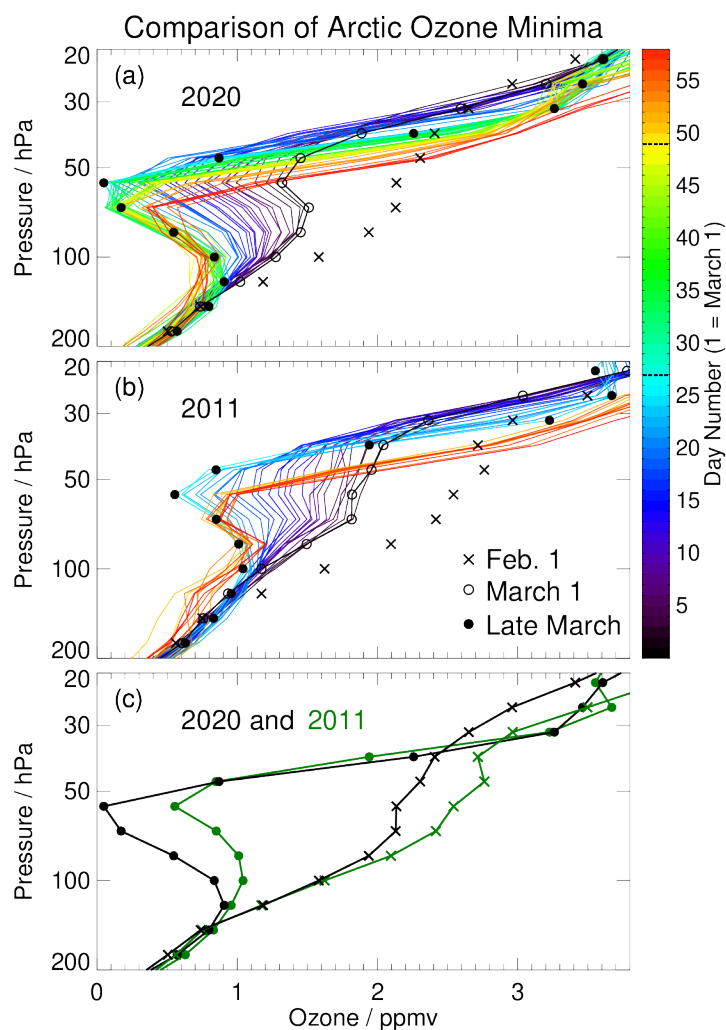 Comparison of Arctic Ozone Minima
20
30
50
100
200
Pressure / hPa
(a)
2020
20
30
50
100
200
Pressure / hPa
(b)
2011
Feb. 1
March 1
Late March
20
30
50
100
200
Pressure / hPa
(c)
2020 and 2011
0 1 2 3
Ozone / ppmv
55
50
45
40
35
30
25
20
15
10
5
Day Number (1 = March 1)